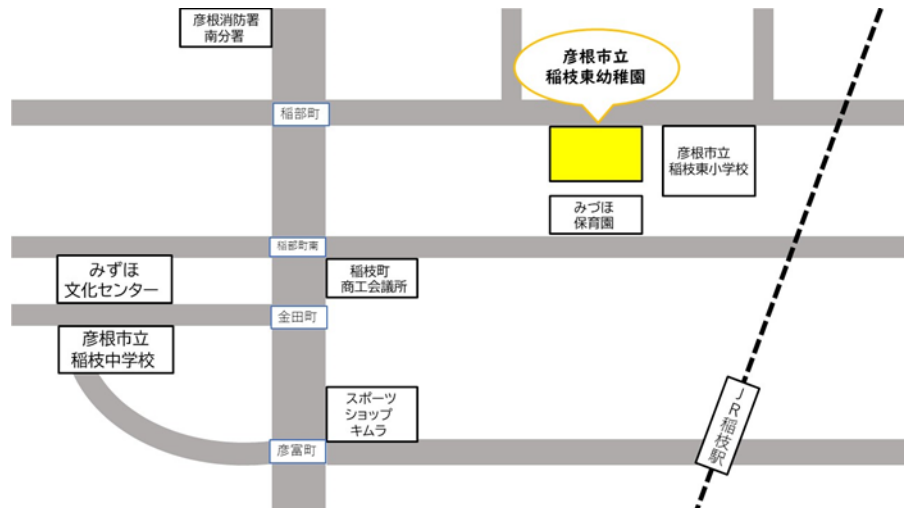 彦根消防署
南分署
彦根市立
稲枝東幼稚園
稲部町
彦根市立
稲枝東小学校
みづほ
保育園
稲部町南
みずほ
文化センター
稲枝町
商工会議所
金田町
彦根市立
稲枝中学校
スポーツ
ショップ
キムラ
JR稲枝駅
彦富町